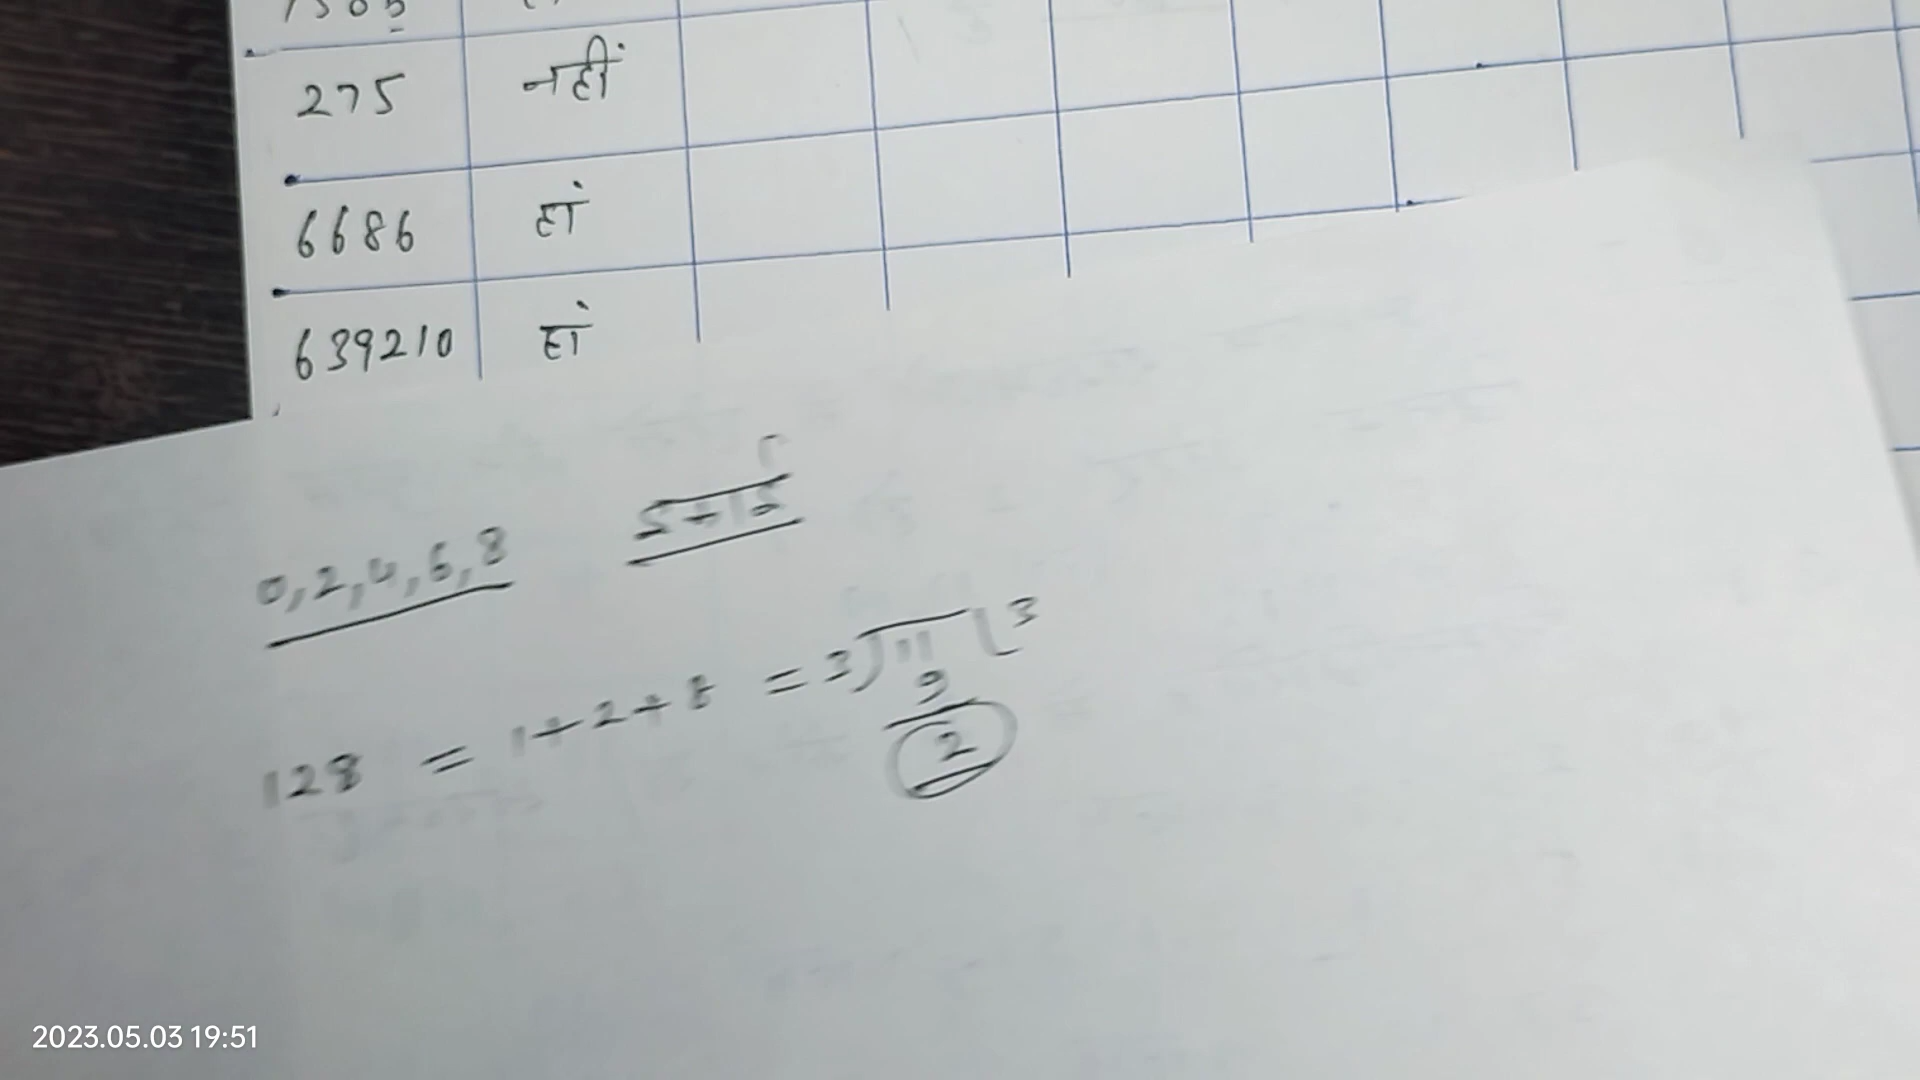 275 नहीं
6686 हां
639210 हां
0,2,4,6,8
128 = 1+2+8 = 3)11(3
9
2
2023.05.03 19:51